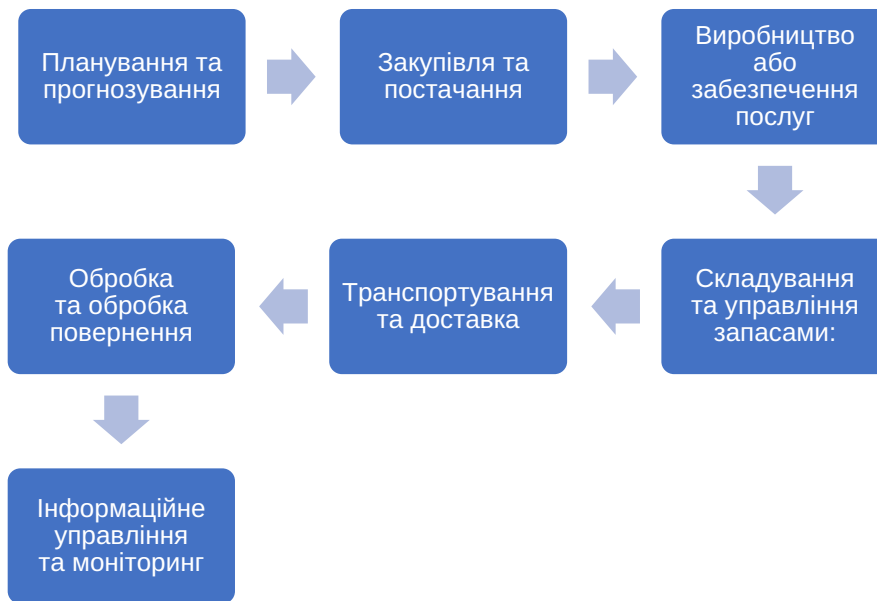 Планування та
прогнозування
Закупівля та
постачання
Виробництво
або
забезпечення
послуг
Складування
та управління
запасами:
Транспортування
та доставка
Обробка
та обробка
повернення
Інформаційне
управління
та моніторинг